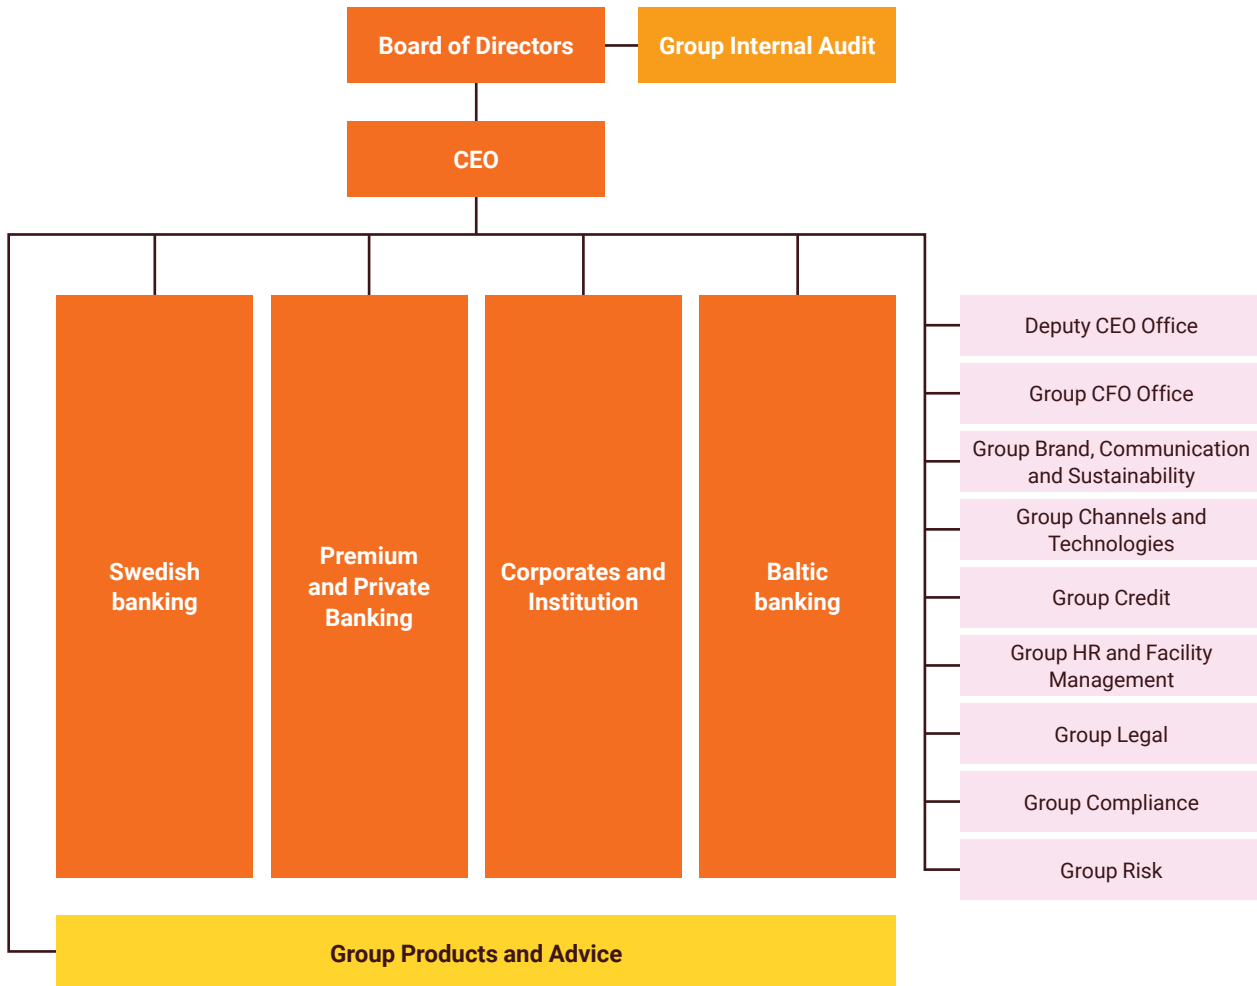 Board of Directors
Group Internal Audit
CEO
Swedish
banking
Premium
and Private
Banking
Corporates and
Institution
Baltic
banking
Deputy CEO Office
Group CFO Office
Group Brand, Communication
and Sustainability
Group Channels and
Technologies
Group Credit
Group HR and Facility
Management
Group Legal
Group Compliance
Group Risk
Group Products and Advice